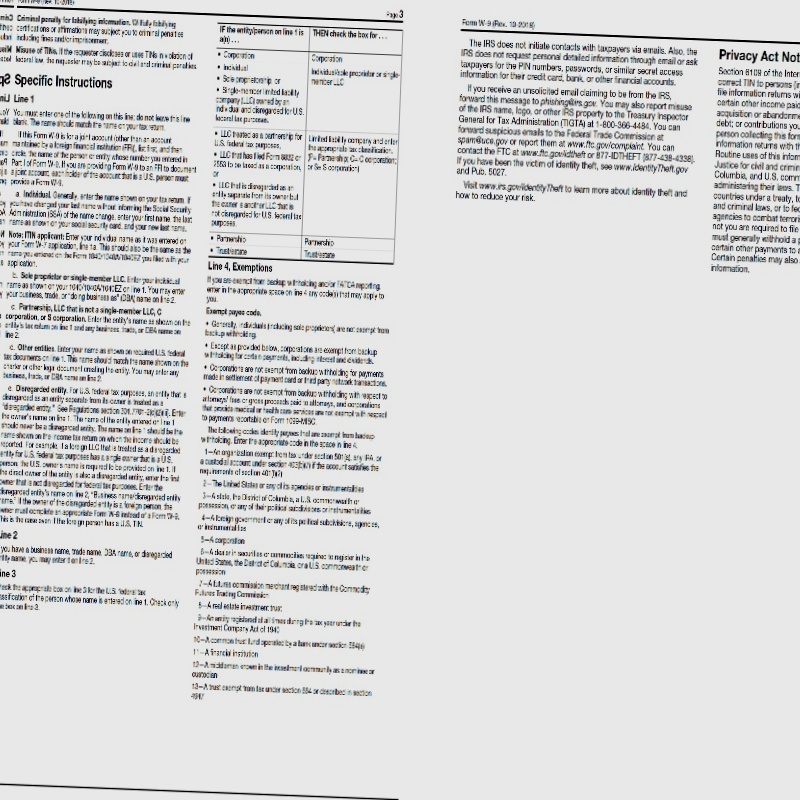 Page 3
Criminal penalty for falsifying information. Willfully falsifying
certifications or affirmations may subject you to criminal penalties
including fines and/or imprisonment.
Misuse of TINs. If the requester discloses or uses TINs in violation of
federal law, the requester may be subject to civil and criminal penalties.
Specific Instructions
Line 1
You must enter one of the following on this line; do not leave this line
blank. The name should match the name on your tax return.
If this Form W-9 is for a joint account (other than an account
maintained by a foreign financial institution (FFI)), list first, and then
circle, the name of the person or entity whose number you entered in
Part I of Form W-9. If you are providing Form W-9 to an FFI to document
a joint account, each holder of the account that is a U.S. person must
provide a Form W-9.
a. Individual. Generally, enter the name shown on your tax return. If
you have changed your last name without informing the Social Security
Administration (SSA) of the name change, enter your first name, the last
name as shown on your social security card, and your new last name.
Note: ITIN applicant: Enter your individual name as it was entered on
your Form W-7 application, line 1a. This should also be the same as the
name you entered on the Form 1040/1040A/1040EZ you filed with your
application.
b. Sole proprietor or single-member LLC. Enter your individual
name as shown on your 1040/1040A/1040EZ on line 1. You may enter
your business, trade, or "doing business as" (DBA) name on line 2.
c. Partnership, LLC that is not a single-member LLC, C
corporation, or S corporation. Enter the entity's name as shown on the
entity's tax return on line 1 and any business, trade, or DBA name on
line 2.
d. Other entities. Enter your name as shown on required U.S. federal
tax documents on line 1. This name should match the name shown on the
charter or other legal document creating the entity. You may enter any
business, trade, or DBA name on line 2.
e. Disregarded entity. For U.S. federal tax purposes, an entity that is
disregarded as an entity separate from its owner is treated as a
"disregarded entity." See Regulations section 301.7701-2(c)(2)(iii). Enter
the owner's name on line 1. The name of the entity entered on line 1
should never be a disregarded entity. The name on line 1 should be the
name shown on the income tax return on which the income should be
reported. For example, if a foreign LLC that is treated as a disregarded
entity for U.S. federal tax purposes has a single owner that is a U.S.
person, the U.S. owner's name is required to be provided on line 1. If
the direct owner of the entity is also a disregarded entity, enter the first
owner that is not disregarded for federal tax purposes. Enter the
disregarded entity's name on line 2, "Business name/disregarded entity
name." If the owner of the disregarded entity is a foreign person, the
owner must complete an appropriate Form W-8 instead of a Form W-9.
This is the case even if the foreign person has a U.S. TIN.
Line 2
you have a business name, trade name, DBA name, or disregarded
entity name, you may enter it on line 2.
Line 3
Check the appropriate box on line 3 for the U.S. federal tax
classification of the person whose name is entered on line 1. Check only
one box on line 3.
IF the entity/person on line 1 is a(n) . . . THEN check the box for . . .
• Corporation Corporation
• Individual
• Sole proprietorship, or
• Single-member limited liability
company (LLC) owned by an
individual and disregarded for U.S.
federal tax purposes.
Individual/sole proprietor or single-
member LLC
• LLC treated as a partnership for
U.S. federal tax purposes,
• LLC that has filed Form 8832 or
2553 to be taxed as a corporation,
or
• LLC that is disregarded as an
entity separate from its owner but
the owner is another LLC that is
not disregarded for U.S. federal tax
purposes.
Limited liability company and enter
the appropriate tax classification.
(P= Partnership; C= C corporation;
or S= S corporation)
• Partnership Partnership
• Trust/estate Trust/estate
Line 4, Exemptions
If you are exempt from backup withholding and/or FATCA reporting,
enter in the appropriate space on line 4 any code(s) that may apply to
you.
Exempt payee code.
• Generally, individuals (including sole proprietors) are not exempt from
backup withholding.
• Except as provided below, corporations are exempt from backup
withholding for certain payments, including interest and dividends.
• Corporations are not exempt from backup withholding for payments
made in settlement of payment card or third party network transactions.
• Corporations are not exempt from backup withholding with respect to
attorneys' fees or gross proceeds paid to attorneys, and corporations
that provide medical or health care services are not exempt with respect
to payments reportable on Form 1099-MISC.
The following codes identify payees that are exempt from backup
withholding. Enter the appropriate code in the space in line 4.
1—An organization exempt from tax under section 501(a), any IRA, or
a custodial account under section 403(b)(7) if the account satisfies the
requirements of section 401(f)(2)
2—The United States or any of its agencies or instrumentalities
3—A state, the District of Columbia, a U.S. commonwealth or
possession, or any of their political subdivisions or instrumentalities
4—A foreign government or any of its political subdivisions, agencies,
or instrumentalities
5—A corporation
6—A dealer in securities or commodities required to register in the
United States, the District of Columbia, or a U.S. commonwealth or
possession
7—A futures commission merchant registered with the Commodity
Futures Trading Commission
8—A real estate investment trust
9—An entity registered at all times during the tax year under the
Investment Company Act of 1940
10—A common trust fund operated by a bank under section 584(a)
11—A financial institution
12—A middleman known in the investment community as a nominee or
custodian
13—A trust exempt from tax under section 664 or described in section
4947
Form W-9 (Rev. 10-2018)
The IRS does not initiate contacts with taxpayers via emails. Also, the
IRS does not request personal detailed information through email or ask
taxpayers for the PIN numbers, passwords, or similar secret access
information for their credit card, bank, or other financial accounts.
If you receive an unsolicited email claiming to be from the IRS,
forward this message to phishing@irs.gov. You may also report misuse
of the IRS name, logo, or other IRS property to the Treasury Inspector
General for Tax Administration (TIGTA) at 1-800-366-4484. You can
forward suspicious emails to the Federal Trade Commission at
spam@uce.gov or report them at www.ftc.gov/complaint. You can
contact the FTC at www.ftc.gov/idtheft or 877-IDTHEFT (877-438-4338).
If you have been the victim of identity theft, see www.IdentityTheft.gov
and Pub. 5027.
Visit www.irs.gov/IdentityTheft to learn more about identity theft and
how to reduce your risk.
Privacy Act Not
Section 6109 of the Inter
correct TIN to persons (in
file information returns wi
certain other income paid
acquisition or abandonmen
debt; or contributions you
person collecting this form
information returns with th
Routine uses of this informa
Justice for civil and crimina
Columbia, and U.S. commo
administering their laws. T
countries under a treaty, to
and criminal laws, or to fe
agencies to combat terroris
not you are required to file
must generally withhold a p
certain other payments to a
Certain penalties may also
information.